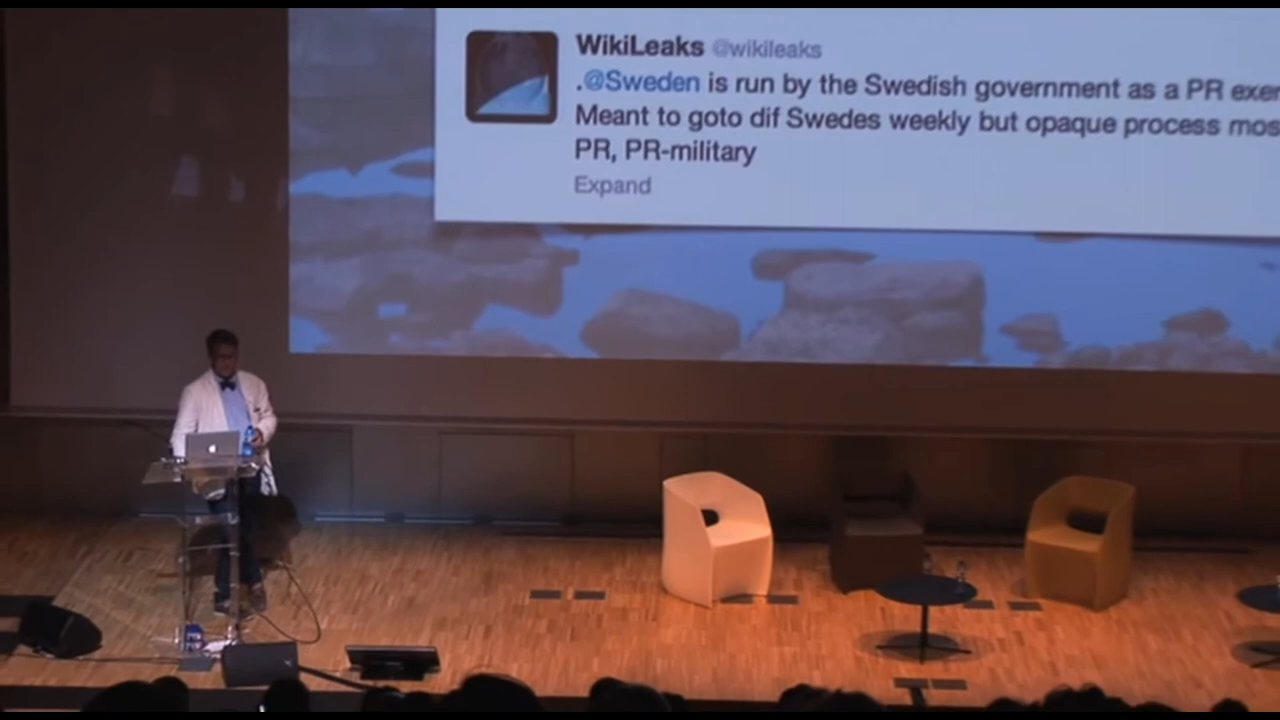 WikiLeaks @wikileaks
.@Sweden is run by the Swedish government as a PR
Meant to goto dif Swedes weekly but opaque process
PR, PR-military
Expand